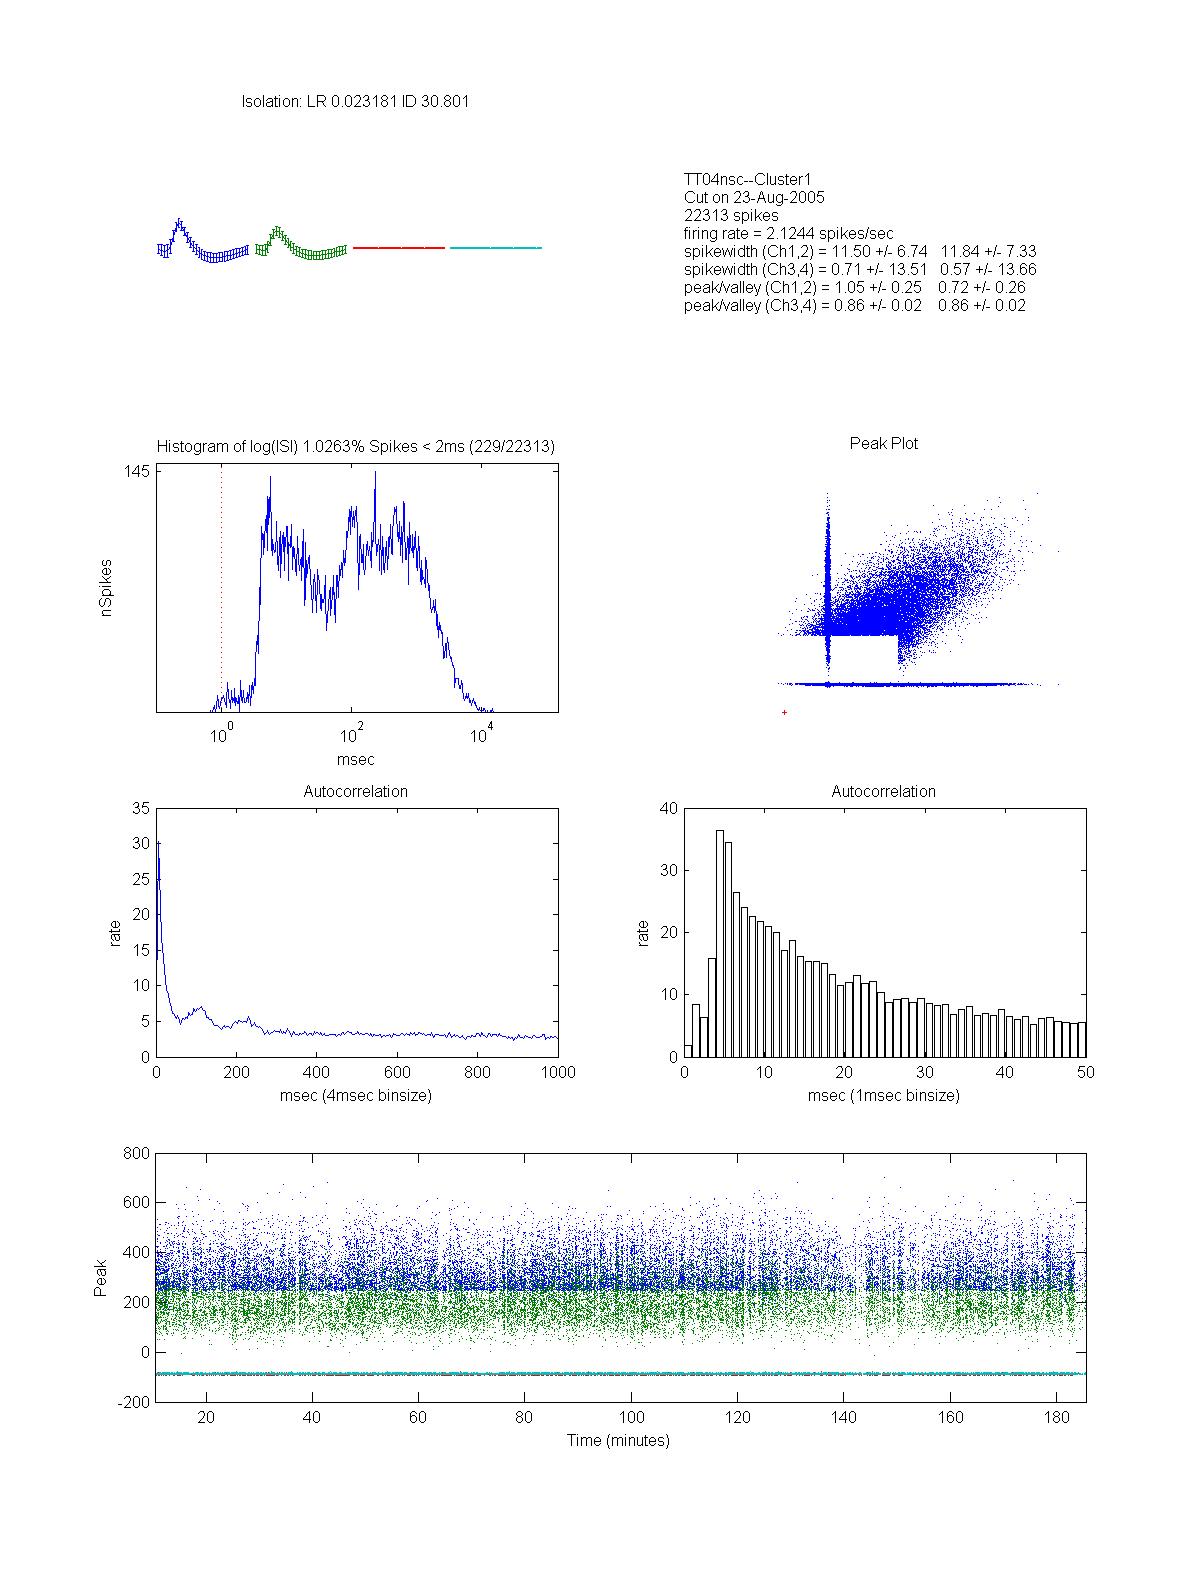 Isolation: LR 0.023181 ID 30.801
TT04nsc--Cluster1
Cut on 23-Aug-2005
22313 spikes
firing rate = 2.1244 spikes/sec
spikewidth (Ch1,2) = 11.50 +/- 6.74 11.84 +/- 7.33
spikewidth (Ch3,4) = 0.71 +/- 13.51 0.57 +/- 13.66
peak/valley (Ch1,2) = 1.05 +/- 0.25 0.72 +/- 0.26
peak/valley (Ch3,4) = 0.86 +/- 0.02 0.86 +/- 0.02
Histogram of log(ISI) 1.0263% Spikes < 2ms (229/22313)
145
nSpikes
10^0 10^2 10^4
msec
Peak Plot
Autocorrelation
35
30
25
20
15
10
5
0
rate
0 200 400 600 800 1000
msec (4msec binsize)
Autocorrelation
40
30
20
10
0
rate
0 10 20 30 40 50
msec (1msec binsize)
800
600
400
200
0
-200
Peak
20 40 60 80 100 120 140 160 180
Time (minutes)